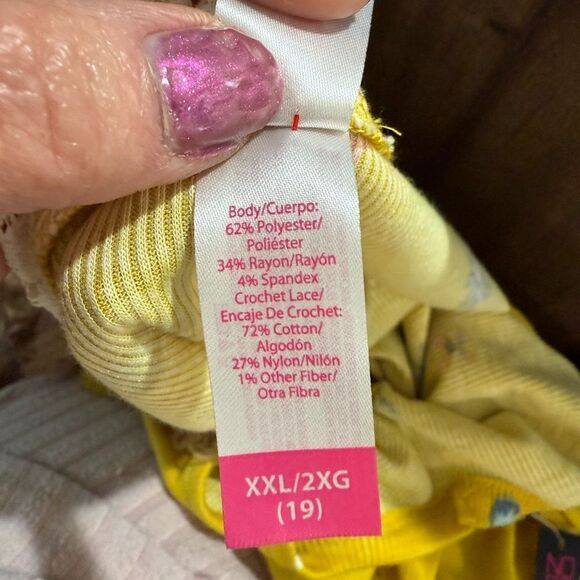 Body/Cuerpo:
62% Polyester/
Poliéster
34% Rayon/Rayón
4% Spandex
Crochet Lace/
Encaje De Crochet:
72% Cotton/
Algodón
27% Nylon/Nilón
1% Other Fiber/
Otra Fibra
XXL/2XG
(19)
NO